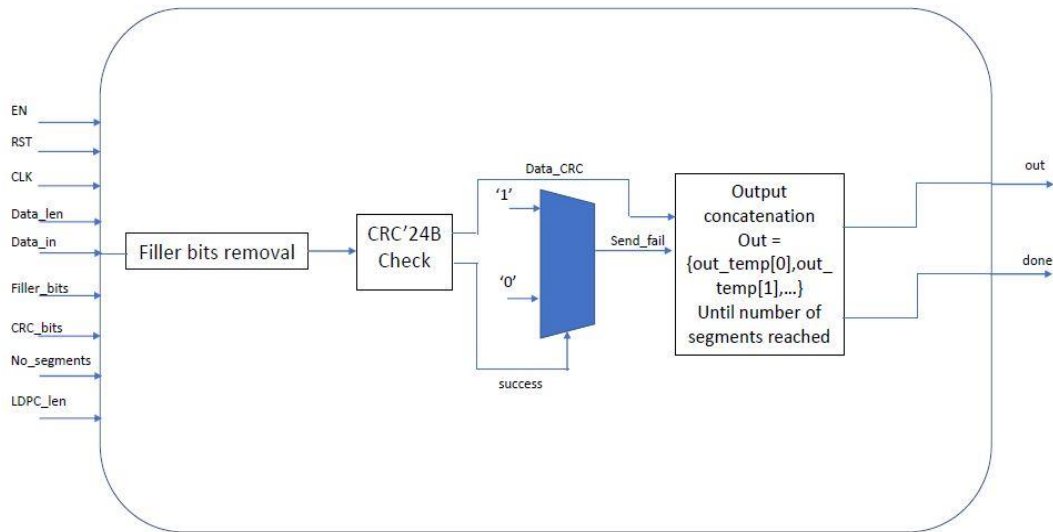 EN
RST
CLK
Data_len
Data_in
Filler_bits
CRC_bits
No_segments
LDPC_len
Filler bits removal
CRC'24B
Check
Data_CRC
'1'
'0'
success
Send_fail
Output
concatenation
Out =
{out_temp[0],out_
temp[1],...}
Until number of
segments reached
out
done